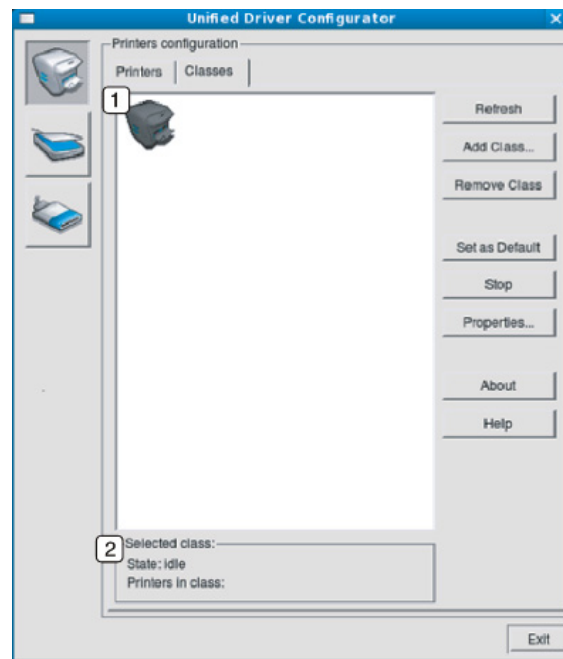 Unified Driver Configurator
Printers configuration
Printers Classes
1
Refresh
Add Class...
Remove Class
Set as Default
Stop
Properties...
About
Help
2 Selected class:
State: idle
Printers in class:
Exit